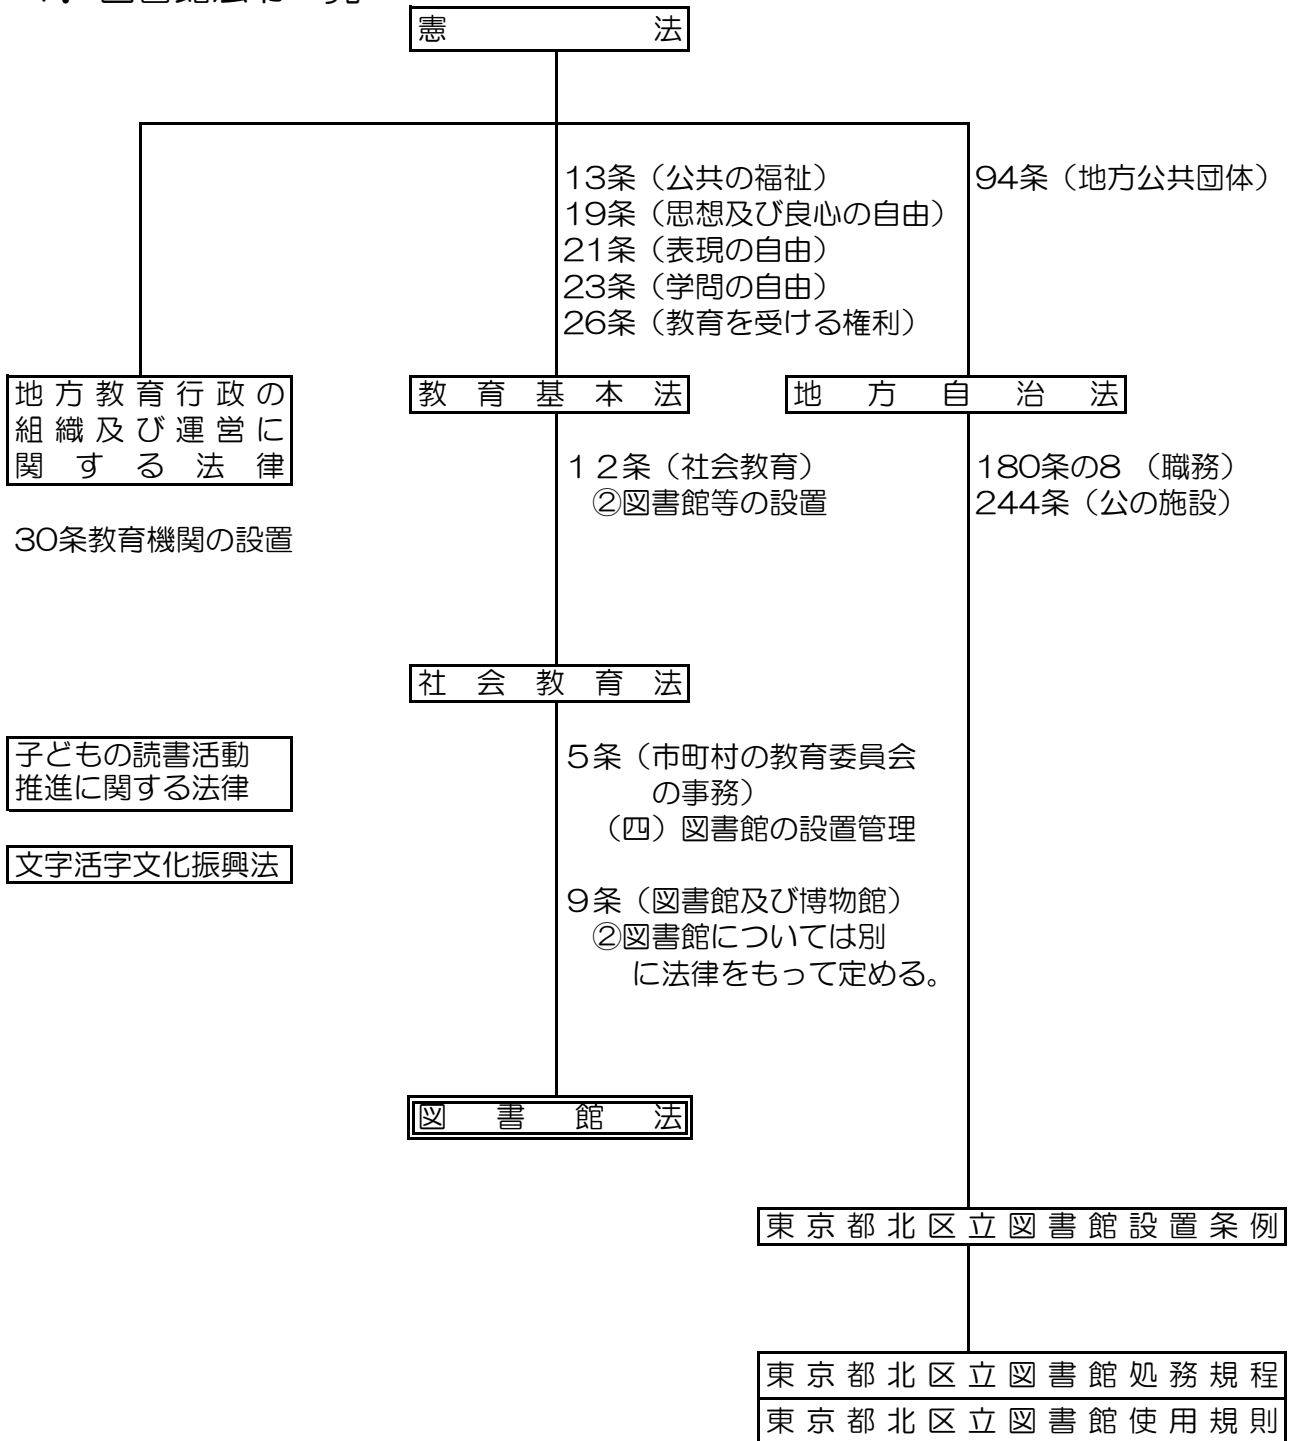 憲法
13条（公共の福祉）
19条（思想及び良心の自由）
21条（表現の自由）
23条（学問の自由）
26条（教育を受ける権利）
94条（地方公共団体）
地方教育行政の
組織及び運営に
関する法律
30条教育機関の設置
教育基本法
１２条（社会教育）
②図書館等の設置
地方自治法
180条の8 （職務）
244条（公の施設）
社会教育法
５条（市町村の教育委員会
の事務）
（四）図書館の設置管理
９条（図書館及び博物館）
②図書館については別
に法律をもって定める。
子どもの読書活動
推進に関する法律
文字活字文化振興法
図書館法
東京都北区立図書館設置条例
東京都北区立図書館処務規程
東京都北区立図書館使用規則